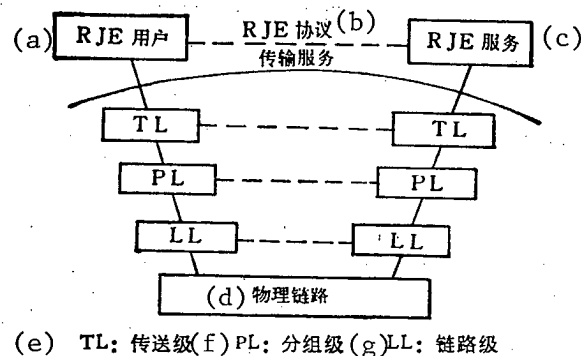 (a) RJE 用户 RJE 协议 (b) RJE 服务 (c)
传输服务
TL TL
PL PL
LL LL
(d) 物理链路
(e) TL: 传送级 (f) PL: 分组级 (g) LL: 链路级